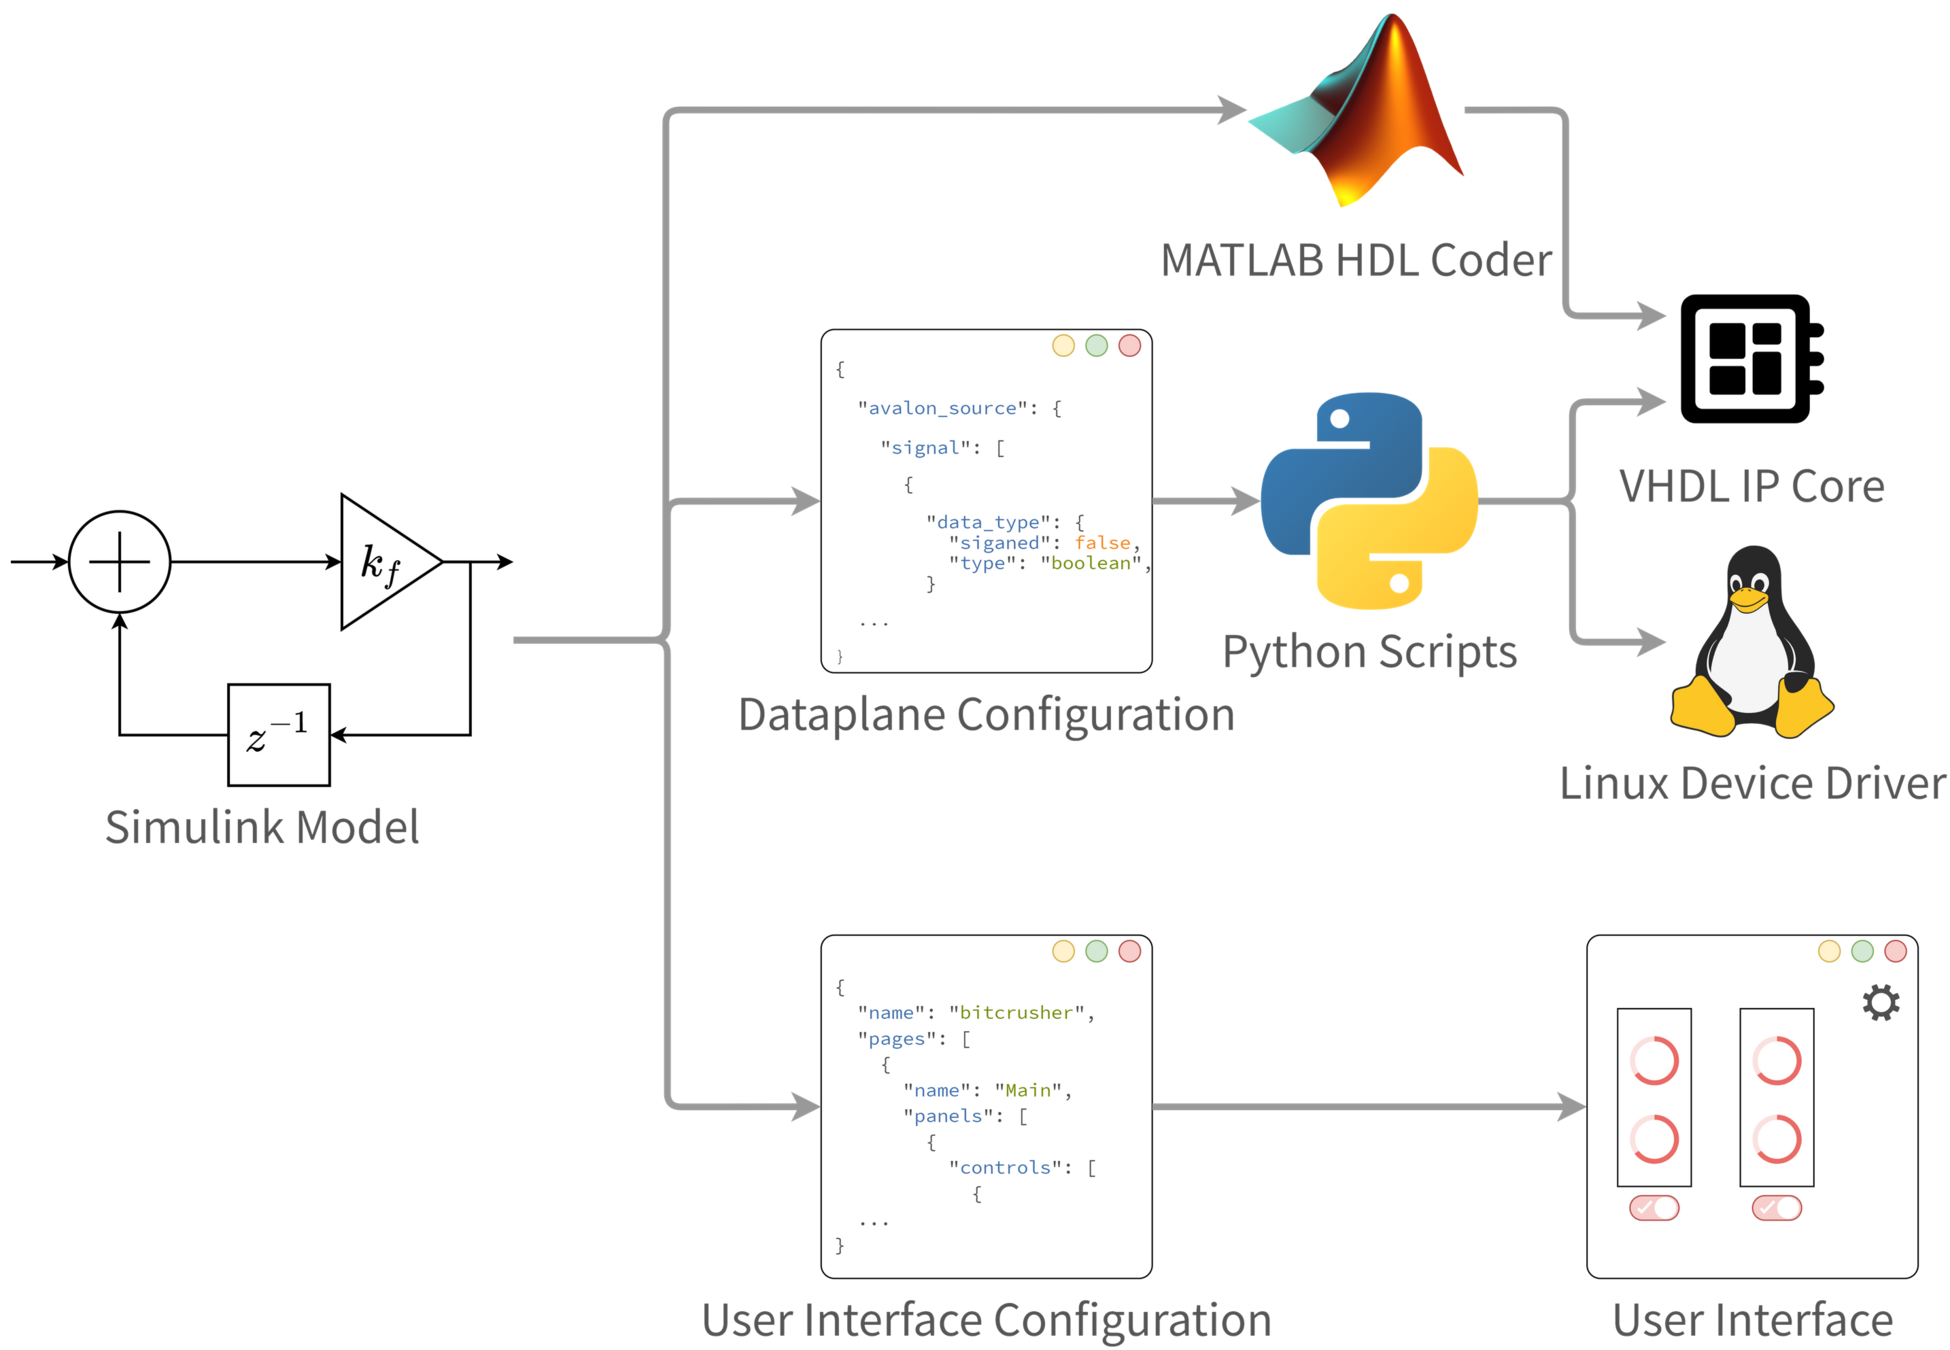 MATLAB HDL Coder
{
"avalon_source": {
"signal": [
{
"data_type": {
"siganed": false,
"type": "boolean",
}
...
}
Dataplane Configuration
Python Scripts
VHDL IP Core
Linux Device Driver
k_f
z^{-1}
Simulink Model
{
"name": "bitcrusher",
"pages": [
{
"name": "Main",
"panels": [
{
"controls": [
{
...
}
User Interface Configuration
User Interface